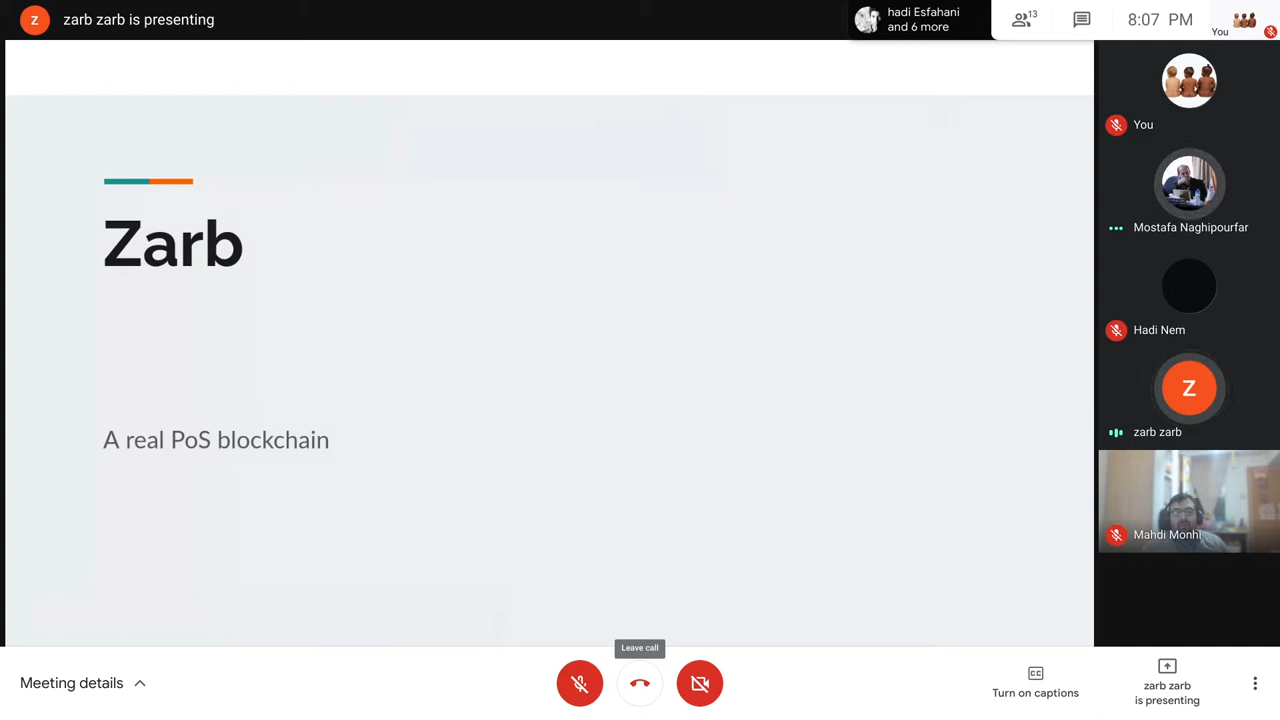 Z
zarb zarb is presenting
hadi Esfahani
and 6 more
13
8:07 PM
You
You
Mostafa Naghipourfar
Hadi Nem
Z
zarb zarb
Mahdi Monhi
Zarb
A real PoS blockchain
Leave call
Meeting details
CC
Turn on captions
zarb zarb
is presenting